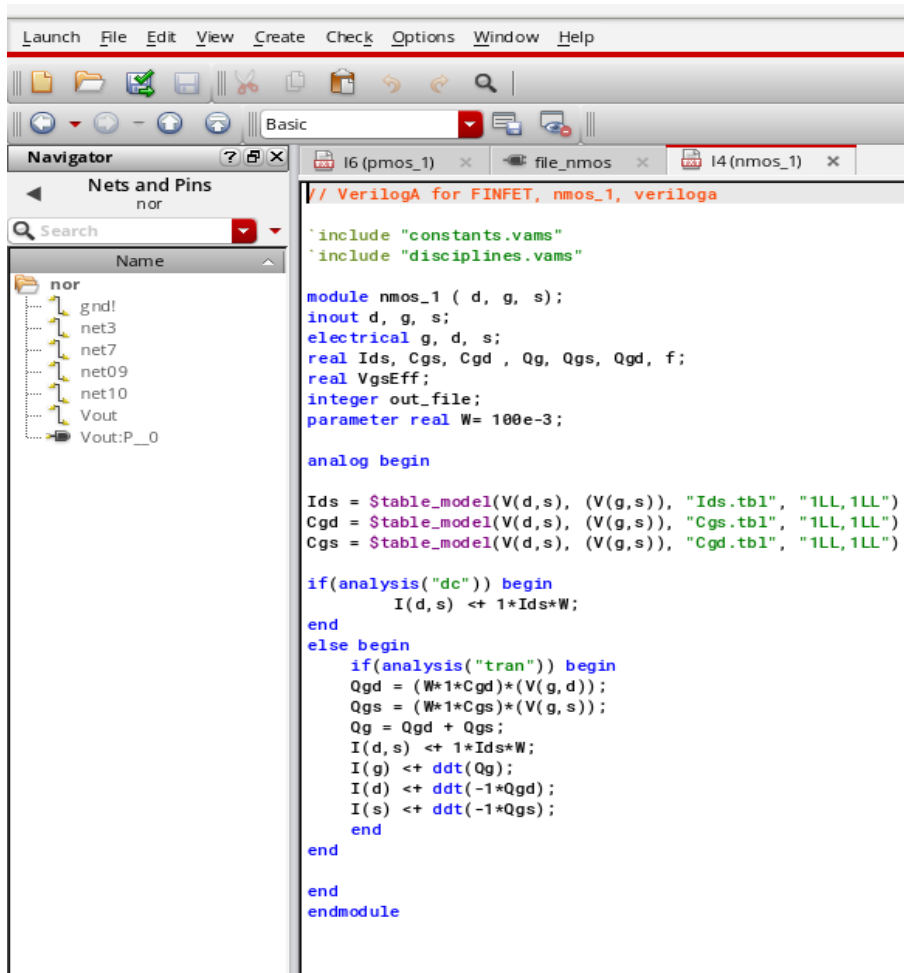 Launch File Edit View Create Check Options Window Help
Basic
Navigator
Nets and Pins
nor
Search
Name
nor
gnd!
net3
net7
net09
net10
Vout
Vout:P__0
I6 (pmos_1) file_nmos I4 (nmos_1)
// VerilogA for FINFET, nmos_1, veriloga
`include "constants.vams"
`include "disciplines.vams"
module nmos_1 ( d, g, s);
inout d, g, s;
electrical g, d, s;
real Ids, Cgs, Cgd , Qg, Qgs, Qgd, f;
real VgsEff;
integer out_file;
parameter real W= 100e-3;
analog begin
Ids = $table_model(V(d,s), (V(g,s)), "Ids.tbl", "1LL,1LL")
Cgd = $table_model(V(d,s), (V(g,s)), "Cgs.tbl", "1LL,1LL")
Cgs = $table_model(V(d,s), (V(g,s)), "Cgd.tbl", "1LL,1LL")
if(analysis("dc")) begin
I(d,s) <+ 1*Ids*W;
end
else begin
if(analysis("tran")) begin
Qgd = (W*1*Cgd)*(V(g,d));
Qgs = (W*1*Cgs)*(V(g,s));
Qg = Qgd + Qgs;
I(d,s) <+ 1*Ids*W;
I(g) <+ ddt(Qg);
I(d) <+ ddt(-1*Qgd);
I(s) <+ ddt(-1*Qgs);
end
end
end
endmodule